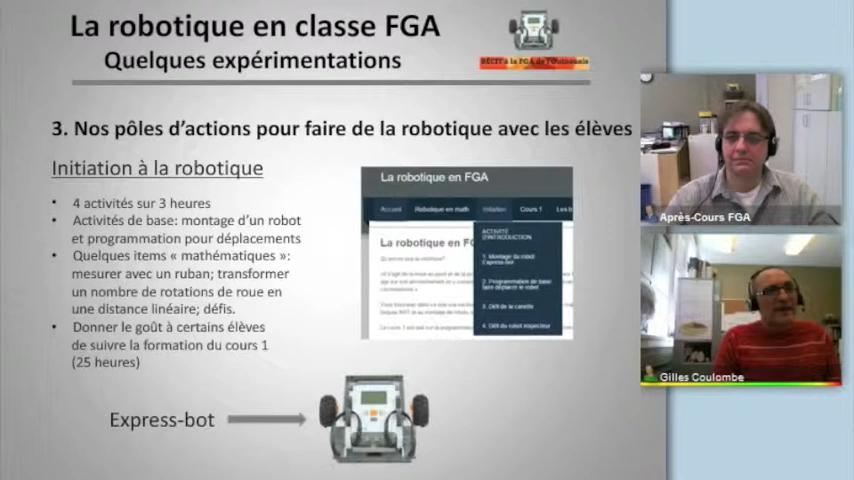 La robotique en classe FGA
Quelques expérimentations
RÉCIT à la FGA de l'Outaouais
3. Nos pôles d'actions pour faire de la robotique avec les élèves
Initiation à la robotique
• 4 activités sur 3 heures
• Activités de base: montage d'un robot
et programmation pour déplacements
• Quelques items « mathématiques »:
mesurer avec un ruban; transformer
un nombre de rotations de roue en
une distance linéaire; défis.
• Donner le goût à certains élèves
de suivre la formation du cours 1
(25 heures)
La robotique en FGA
Accueil Robotique en math Initiation Cours 1 Les b
La robotique en FG
ACTIVITÉ
D'INTRODUCTION
1. Montage du robot
Express-bot
2. Programmation de base:
faire déplacer le robot
3. Défi de la canette
4. Défi du robot inspecteur
Express-bot
Après-Cours FGA
Gilles Coulombe